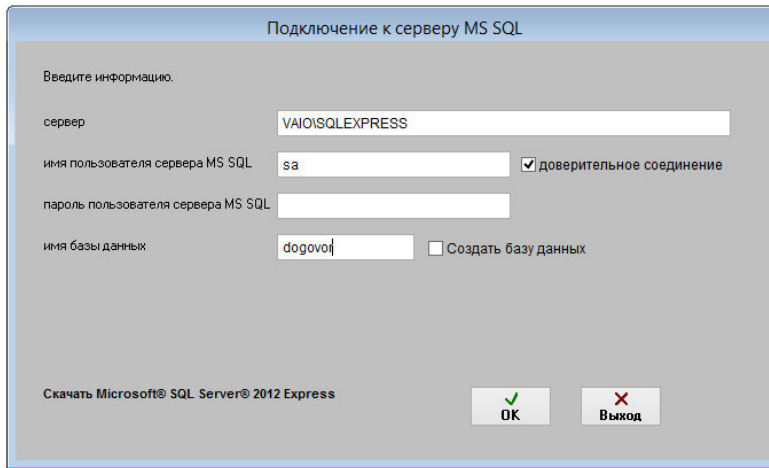 Подключение к серверу MS SQL
Введите информацию.
сервер VAIO\SQLEXPRESS
имя пользователя сервера MS SQL sa доверительное соединение
пароль пользователя сервера MS SQL
имя базы данных dogovor Создать базу данных
Скачать Microsoft® SQL Server® 2012 Express
OK Выход